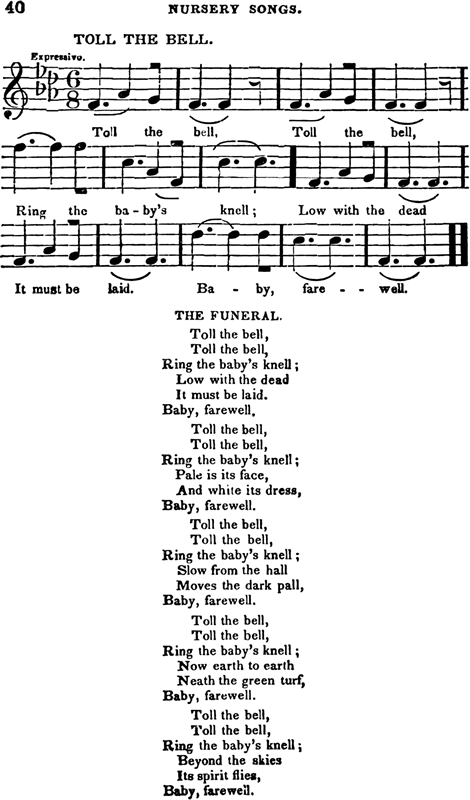 40 NURSERY SONGS.
TOLL THE BELL.
Expressivo.
6
8
Toll the bell, Toll the bell,
Ring the ba-by's knell; Low with the dead
It must be laid. Ba - by, fare - - well.
THE FUNERAL.
Toll the bell,
Toll the bell,
Ring the baby's knell;
Low with the dead
It must be laid.
Baby, farewell.
Toll the bell,
Toll the bell,
Ring the baby's knell;
Pale is its face,
And white its dress,
Baby, farewell.
Toll the bell,
Toll the bell,
Ring the baby's knell;
Slow from the hall
Moves the dark pall,
Baby, farewell.
Toll the bell,
Toll the bell,
Ring the baby's knell;
Now earth to earth
Neath the green turf,
Baby, farewell.
Toll the bell,
Toll the bell,
Ring the baby's knell;
Beyond the skies
Its spirit flies,
Baby, farewell.